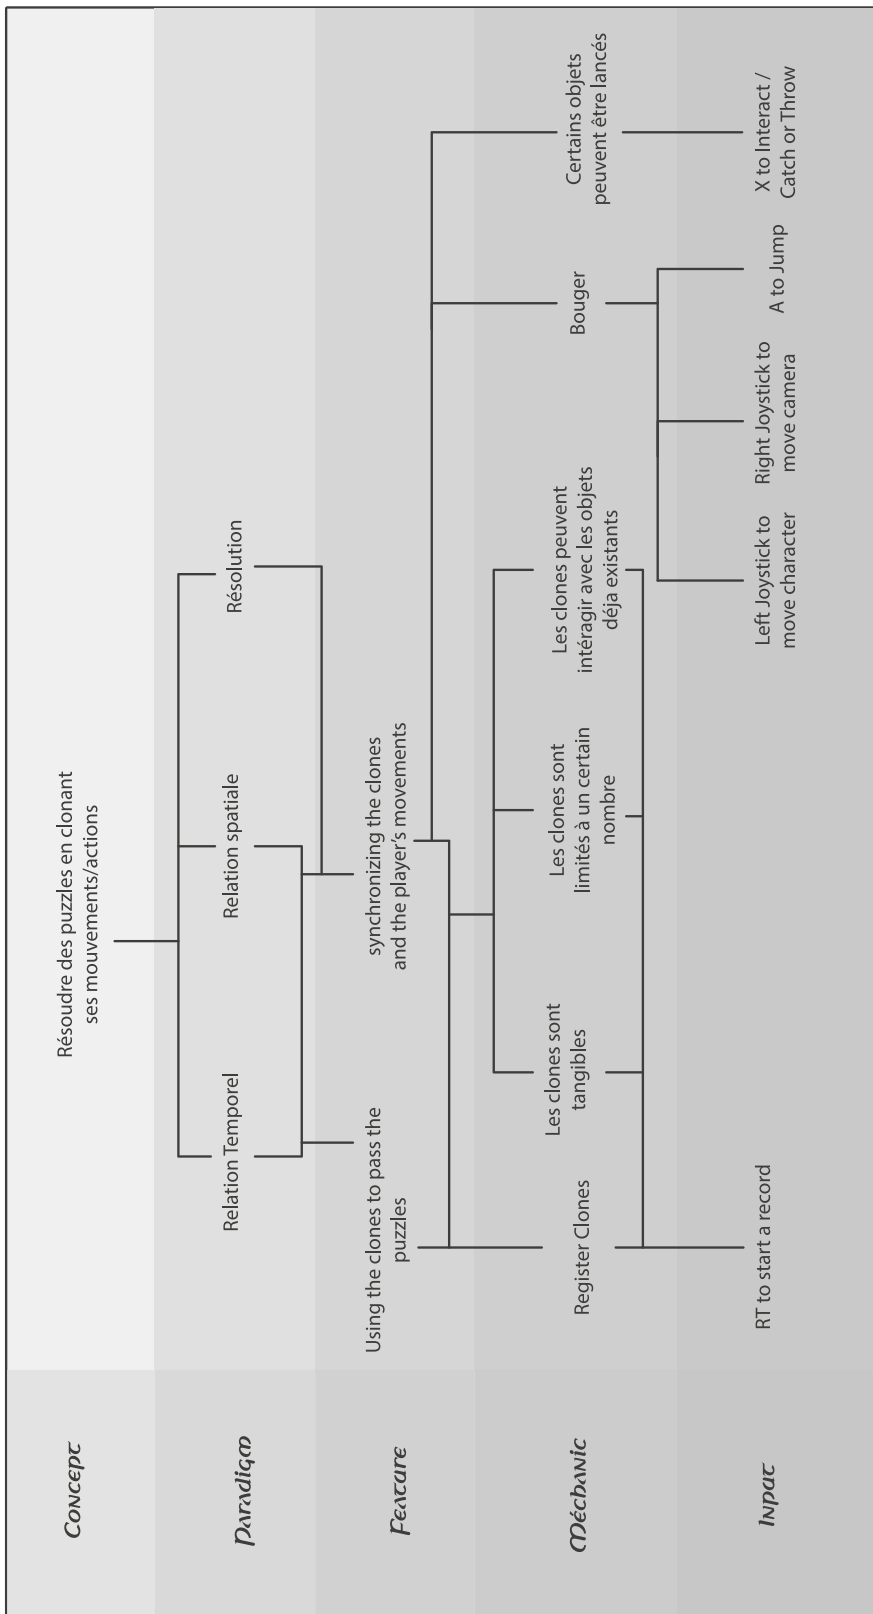 Concept
Résoudre des puzzles en clonant
ses mouvements/actions
Paradigm
Relation Temporel
Relation spatiale
Résolution
Feature
Using the clones to pass the
puzzles
synchronizing the clones
and the player's movements
Méchanic
Register Clones
Les clones sont
tangibles
Les clones sont
limités à un certain
nombre
Les clones peuvent
intéragir avec les objets
déja existants
Bouger
Certains objets
peuvent être lancés
Input
RT to start a record
Left Joystick to
move character
Right Joystick to
move camera
A to Jump
X to Interact /
Catch or Throw